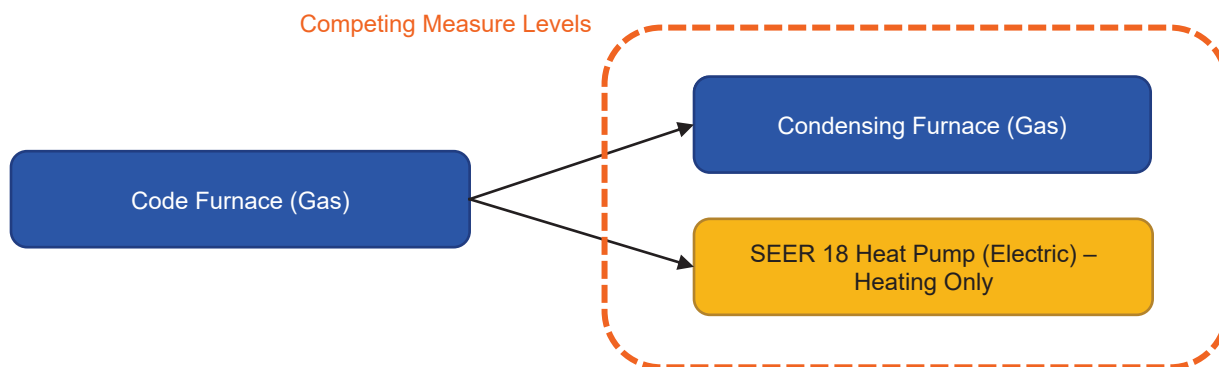 Competing Measure Levels
Condensing Furnace (Gas)
Code Furnace (Gas)
SEER 18 Heat Pump (Electric) –
Heating Only